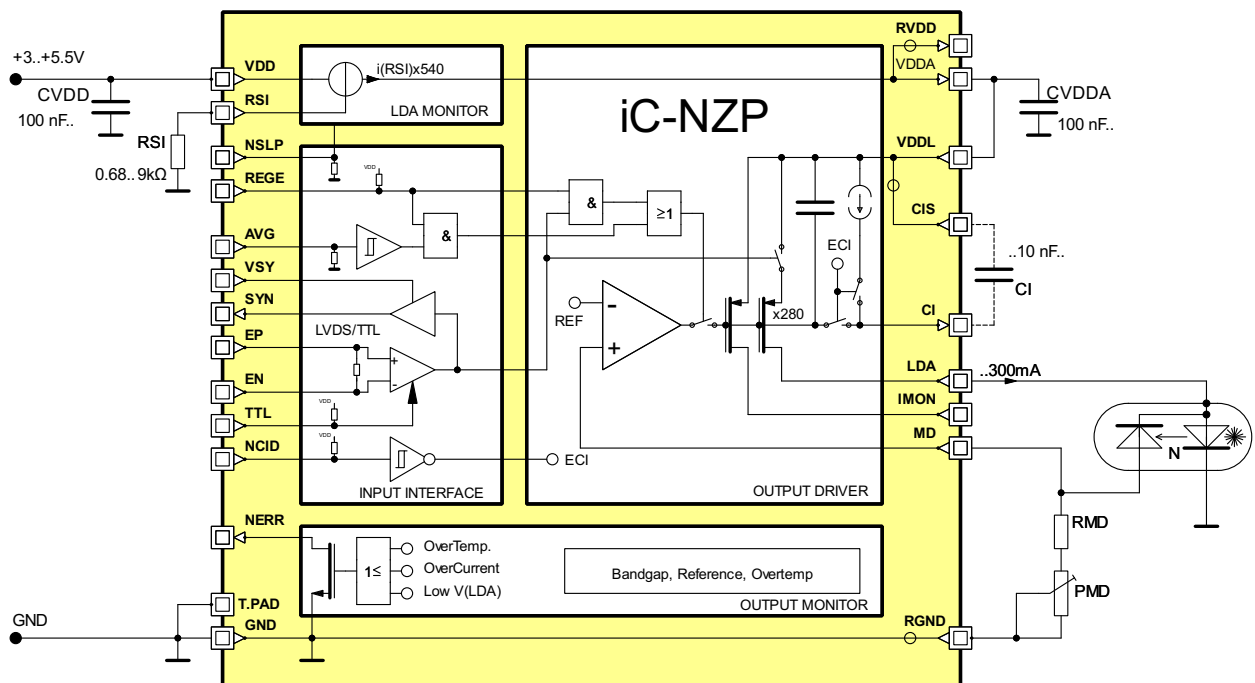 +3..+5.5V
CVDD
100 nF..
RSI
0.68..9kΩ
VDD
RSI
NSLP
REGE
AVG
VSY
SYN
EP
EN
TTL
NCID
NERR
T.PAD
GND
GND
i(RSI)x540
LDA MONITOR
VDD
&
LVDS/TTL
+
-
VDD
VDD
INPUT INTERFACE
ECI
iC-NZP
&
≥1
ECI
REF
-
+
x280
OUTPUT DRIVER
1≤
OverTemp.
OverCurrent
Low V(LDA)
Bandgap, Reference, Overtemp
OUTPUT MONITOR
RVDD
VDDA
VDDL
CIS
CI
LDA
IMON
MD
RGND
CVDDA
100 nF..
..10 nF..
CI
..300mA
N
RMD
PMD